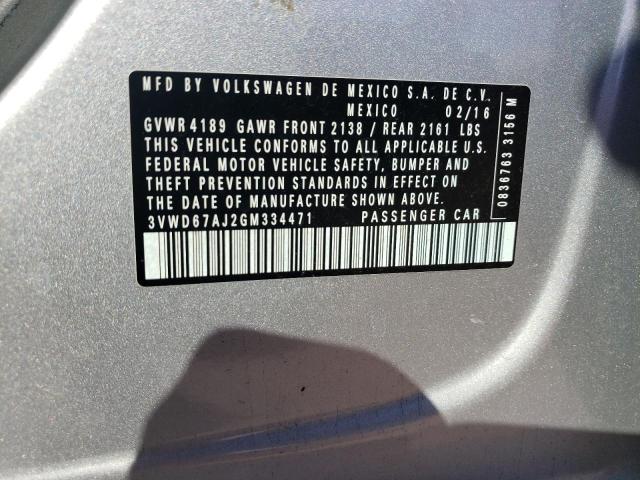 MFD BY VOLKSWAGEN DE MEXICO S.A. DE C.V.,
MEXICO 02/16
GVWR 4189 GAWR FRONT 2138 / REAR 2161 LBS
THIS VEHICLE CONFORMS TO ALL APPLICABLE U.S.
FEDERAL MOTOR VEHICLE SAFETY, BUMPER AND
THEFT PREVENTION STANDARDS IN EFFECT ON
THE DATE OF MANUFACTURE SHOWN ABOVE.
3VWD67AJ2GM334471 PASSENGER CAR
0836763 3156 M